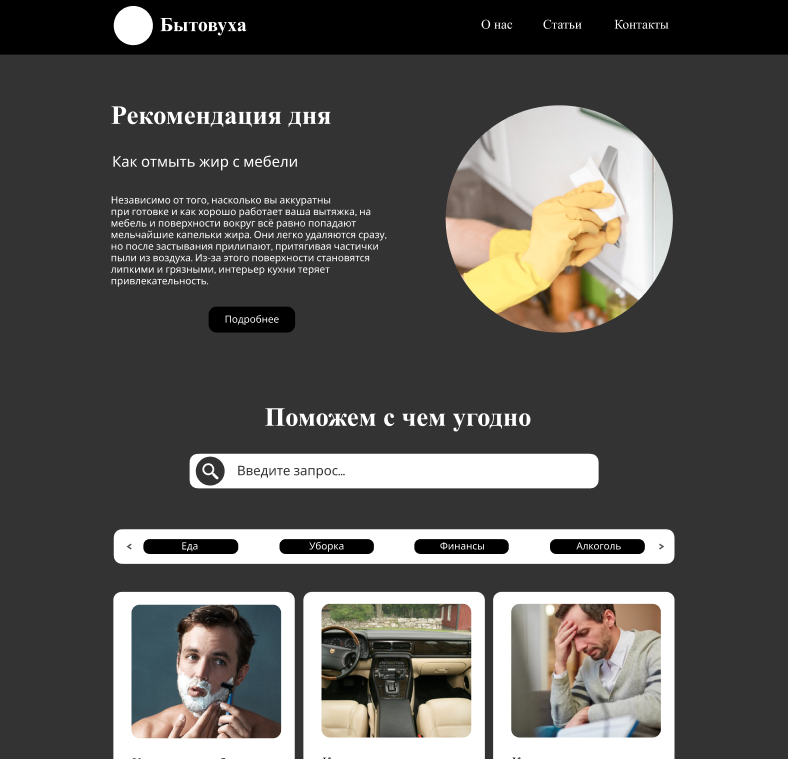 Бытовуха
О нас Статьи Контакты
Рекомендация дня
Как отмыть жир с мебели
Независимо от того, насколько вы аккуратны
при готовке и как хорошо работает ваша вытяжка, на
мебель и поверхности вокруг всё равно попадают
мельчайшие капельки жира. Они легко удаляются сразу,
но после застывания прилипают, притягивая частички
пыли из воздуха. Из-за этого поверхности становятся
липкими и грязными, интерьер кухни теряет
привлекательность.
Подробнее
Поможем с чем угодно
Введите запрос...
< Еда Уборка Финансы Алкоголь >